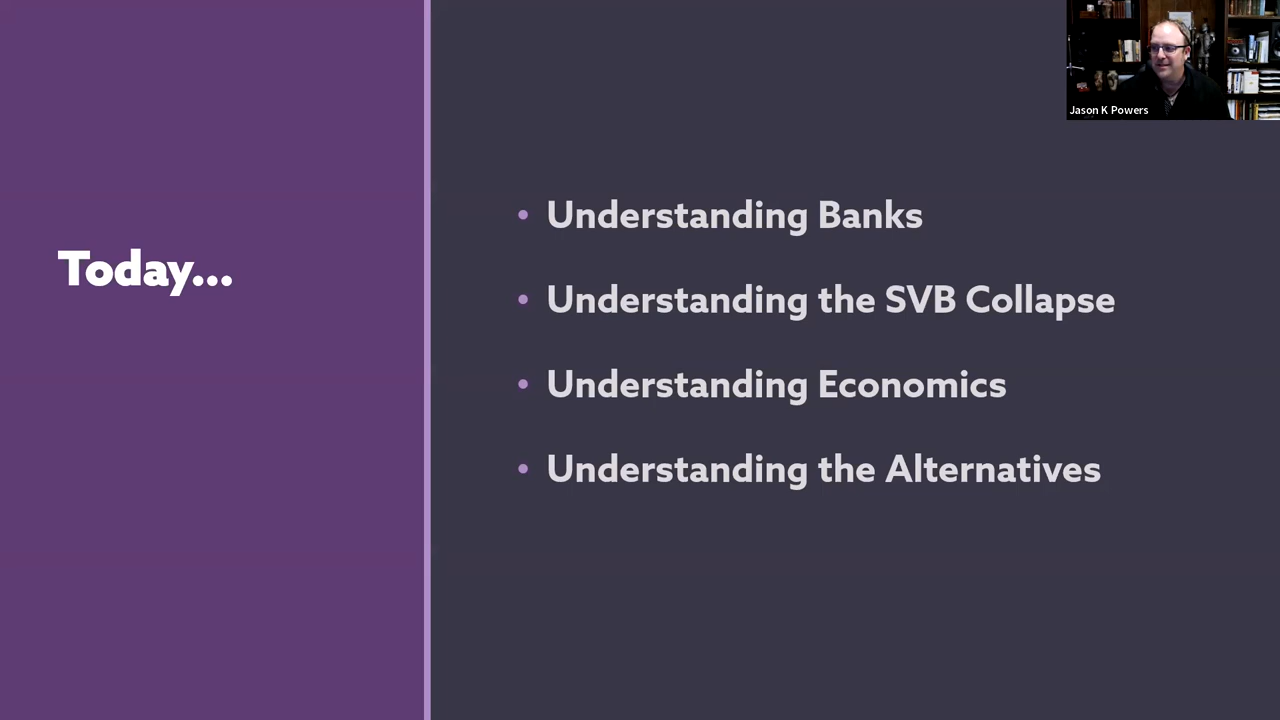 Jason K Powers
Today...
• Understanding Banks
• Understanding the SVB Collapse
• Understanding Economics
• Understanding the Alternatives